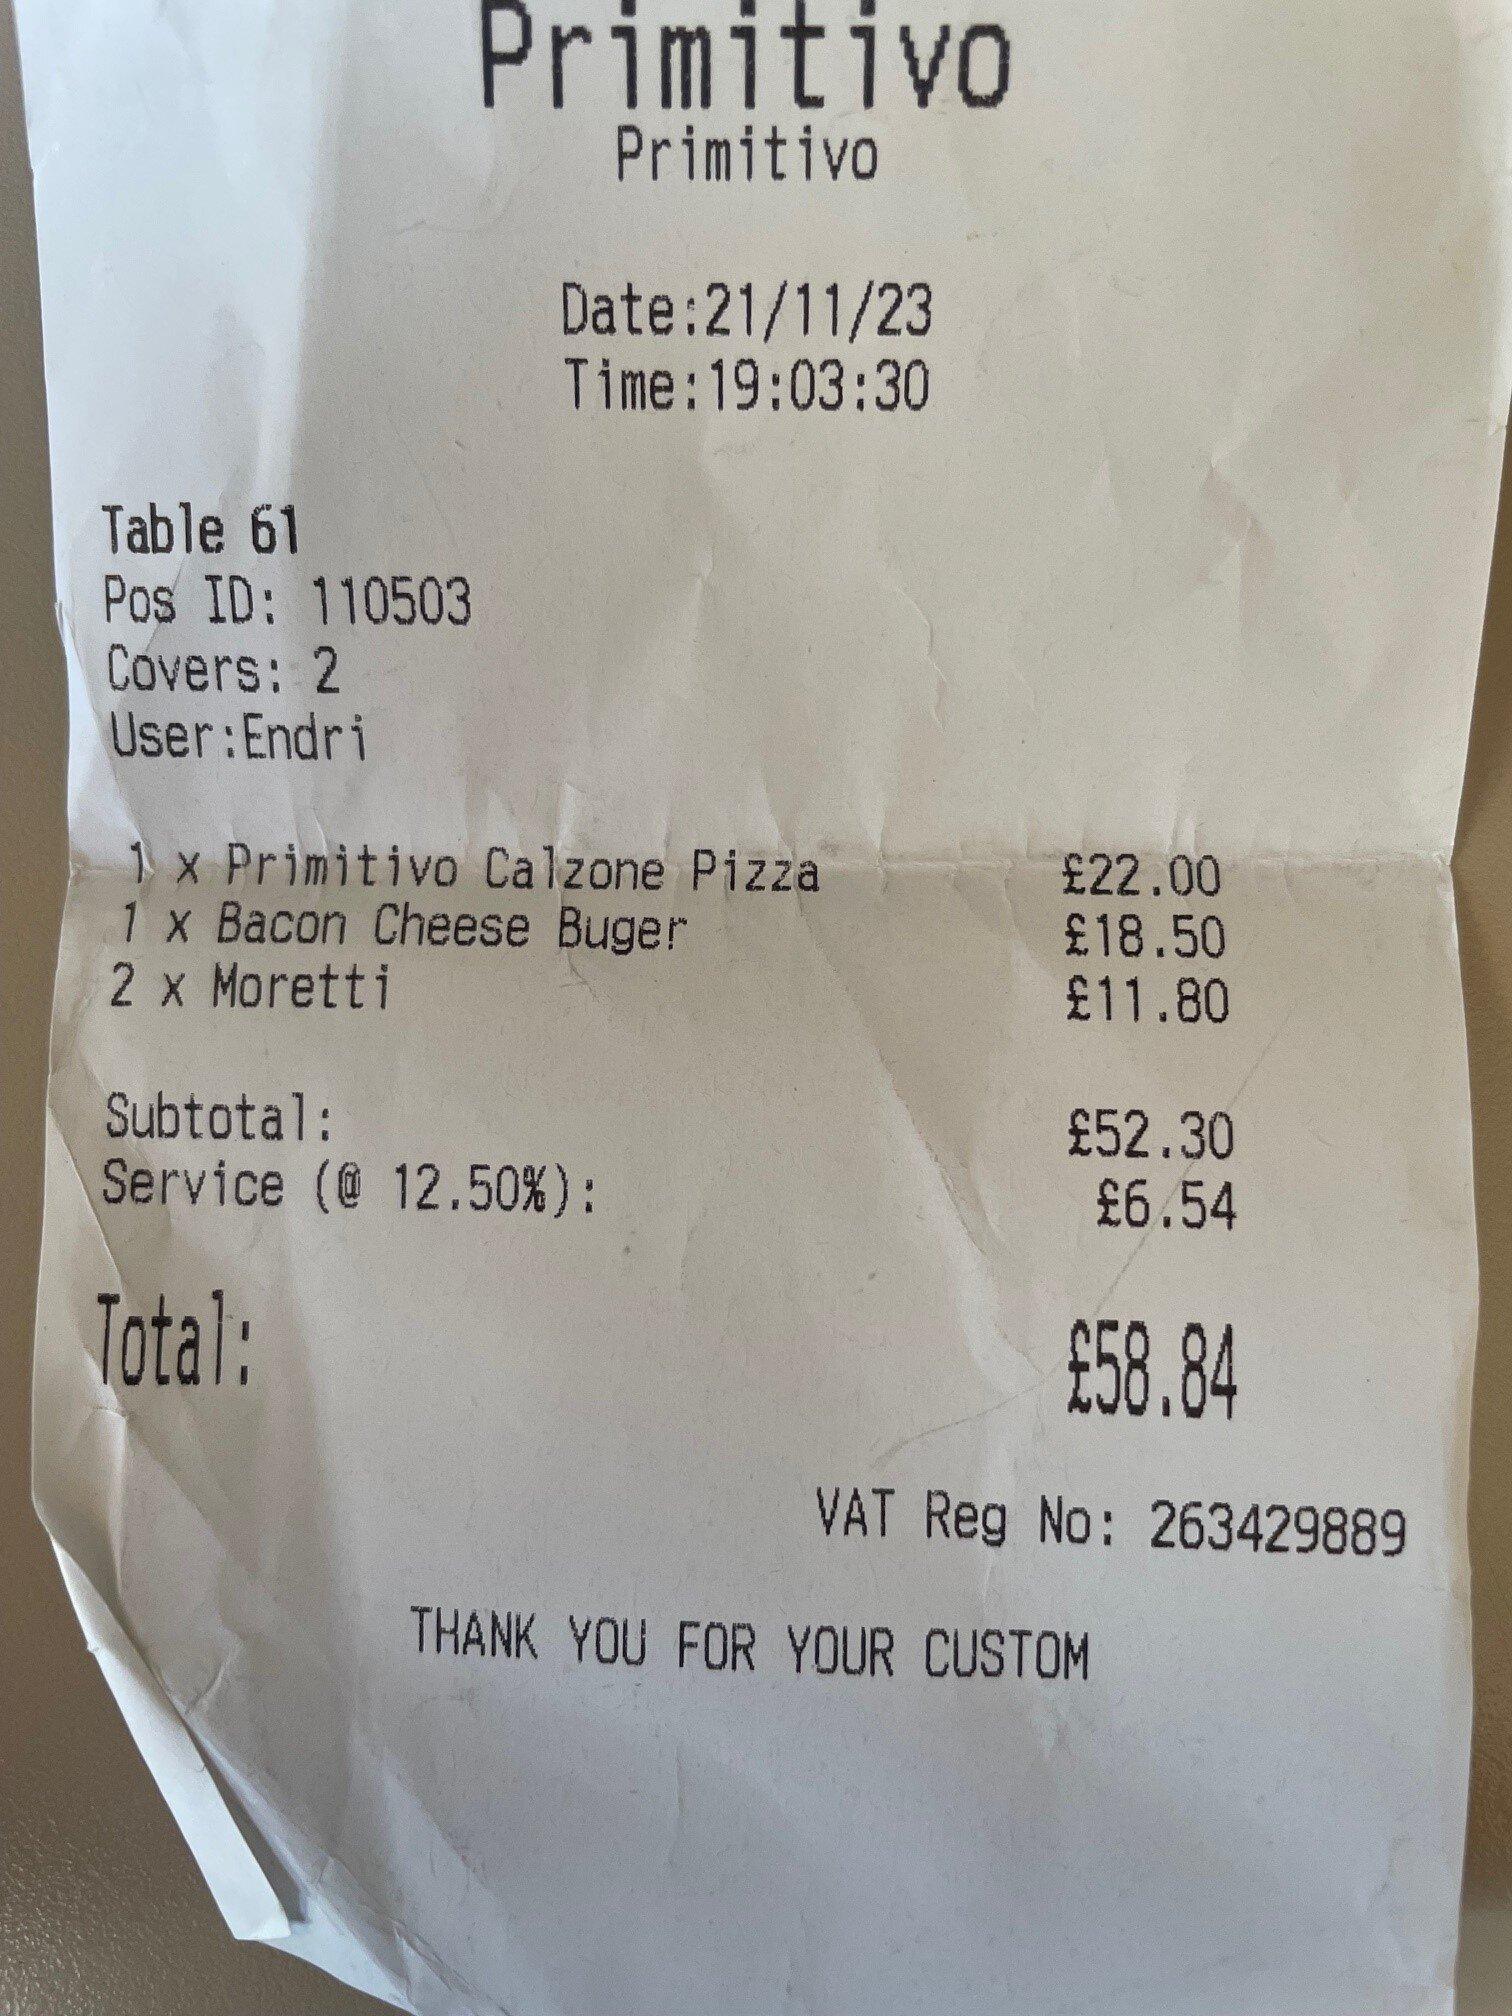 Primitivo
Primitivo
Date:21/11/23
Time:19:03:30
Table 61
Pos ID: 110503
Covers: 2
User:Endri
1 x Primitivo Calzone Pizza £22.00
1 x Bacon Cheese Buger £18.50
2 x Moretti £11.80
Subtotal: £52.30
Service (@ 12.50%): £6.54
Total: £58.84
VAT Reg No: 263429889
THANK YOU FOR YOUR CUSTOM